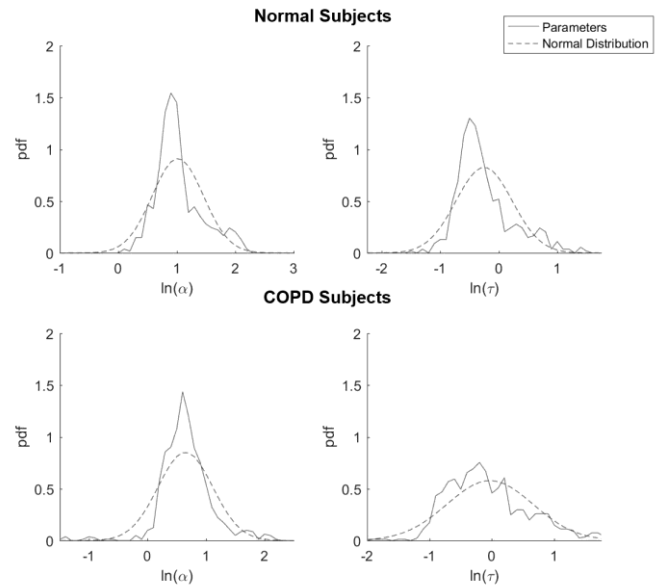 Normal Subjects
Parameters
Normal Distribution
2
1.5
1
0.5
0
pdf
-1 0 1 2 3
ln(α)
2
1.5
1
0.5
0
pdf
-2 -1 0 1
ln(τ)
COPD Subjects
2
1.5
1
0.5
0
pdf
-1 0 1 2
ln(α)
2
1.5
1
0.5
0
pdf
-2 -1 0 1
ln(τ)